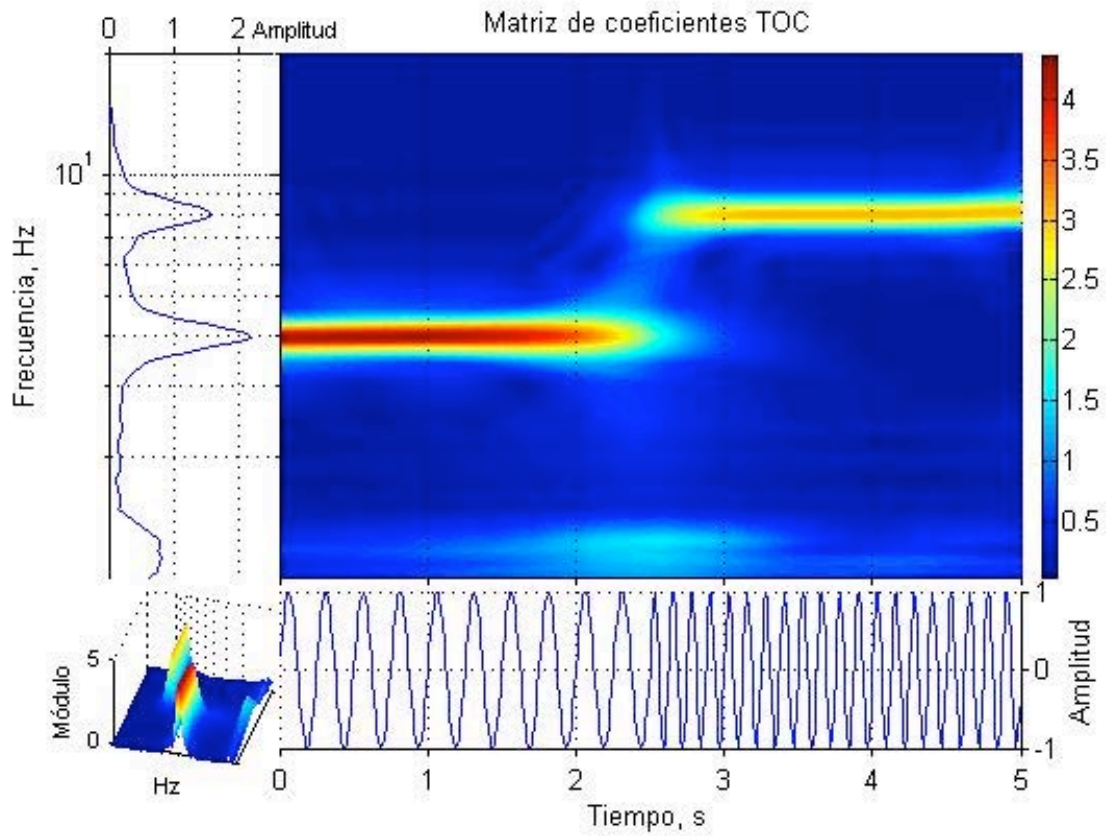 Matriz de coeficientes TOC
0 1 2 Amplitud
10^1
Frecuencia, Hz
4
3.5
3
2.5
2
1.5
1
0.5
5
0
Módulo
Hz
1
0
-1
Amplitud
0 1 2 3 4 5
Tiempo, s